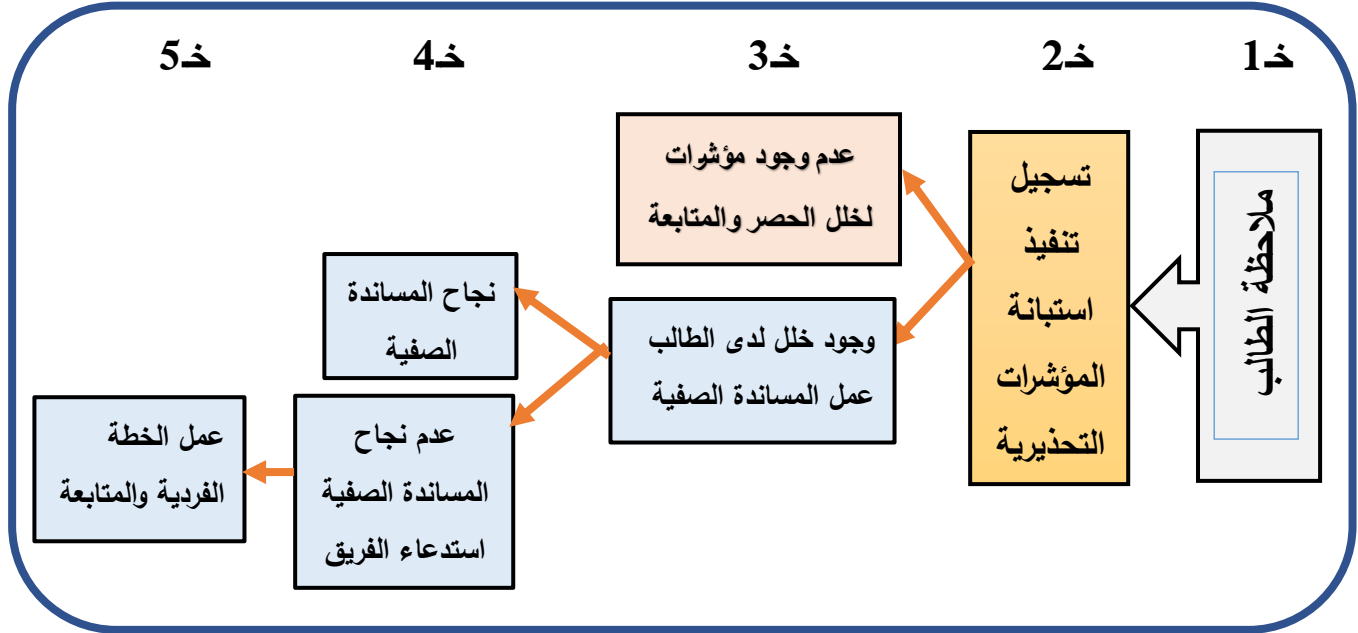 خـ1
خـ2
خـ3
خـ4
خـ5
ملاحظة الطالب
تسجيل
تنفيذ
استبانة
المؤشرات
التحذيرية
عدم وجود مؤشرات
لخلل الحصر والمتابعة
وجود خلل لدى الطالب
عمل المساندة الصفية
نجاح المساندة
الصفية
عدم نجاح
المساندة الصفية
استدعاء الفريق
عمل الخطة
الفردية والمتابعة